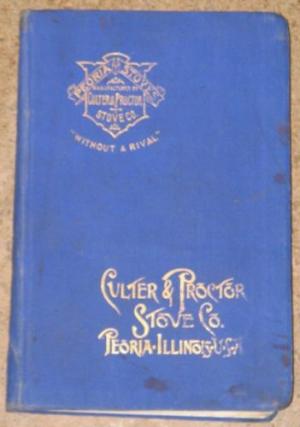 PEORIA STOVES
MANUFACTURED BY
CULTER & PROCTOR
STOVE CO.
"WITHOUT A RIVAL"
CULTER & PROCTOR
STOVE CO.
PEORIA·ILLINOIS·U·S·A